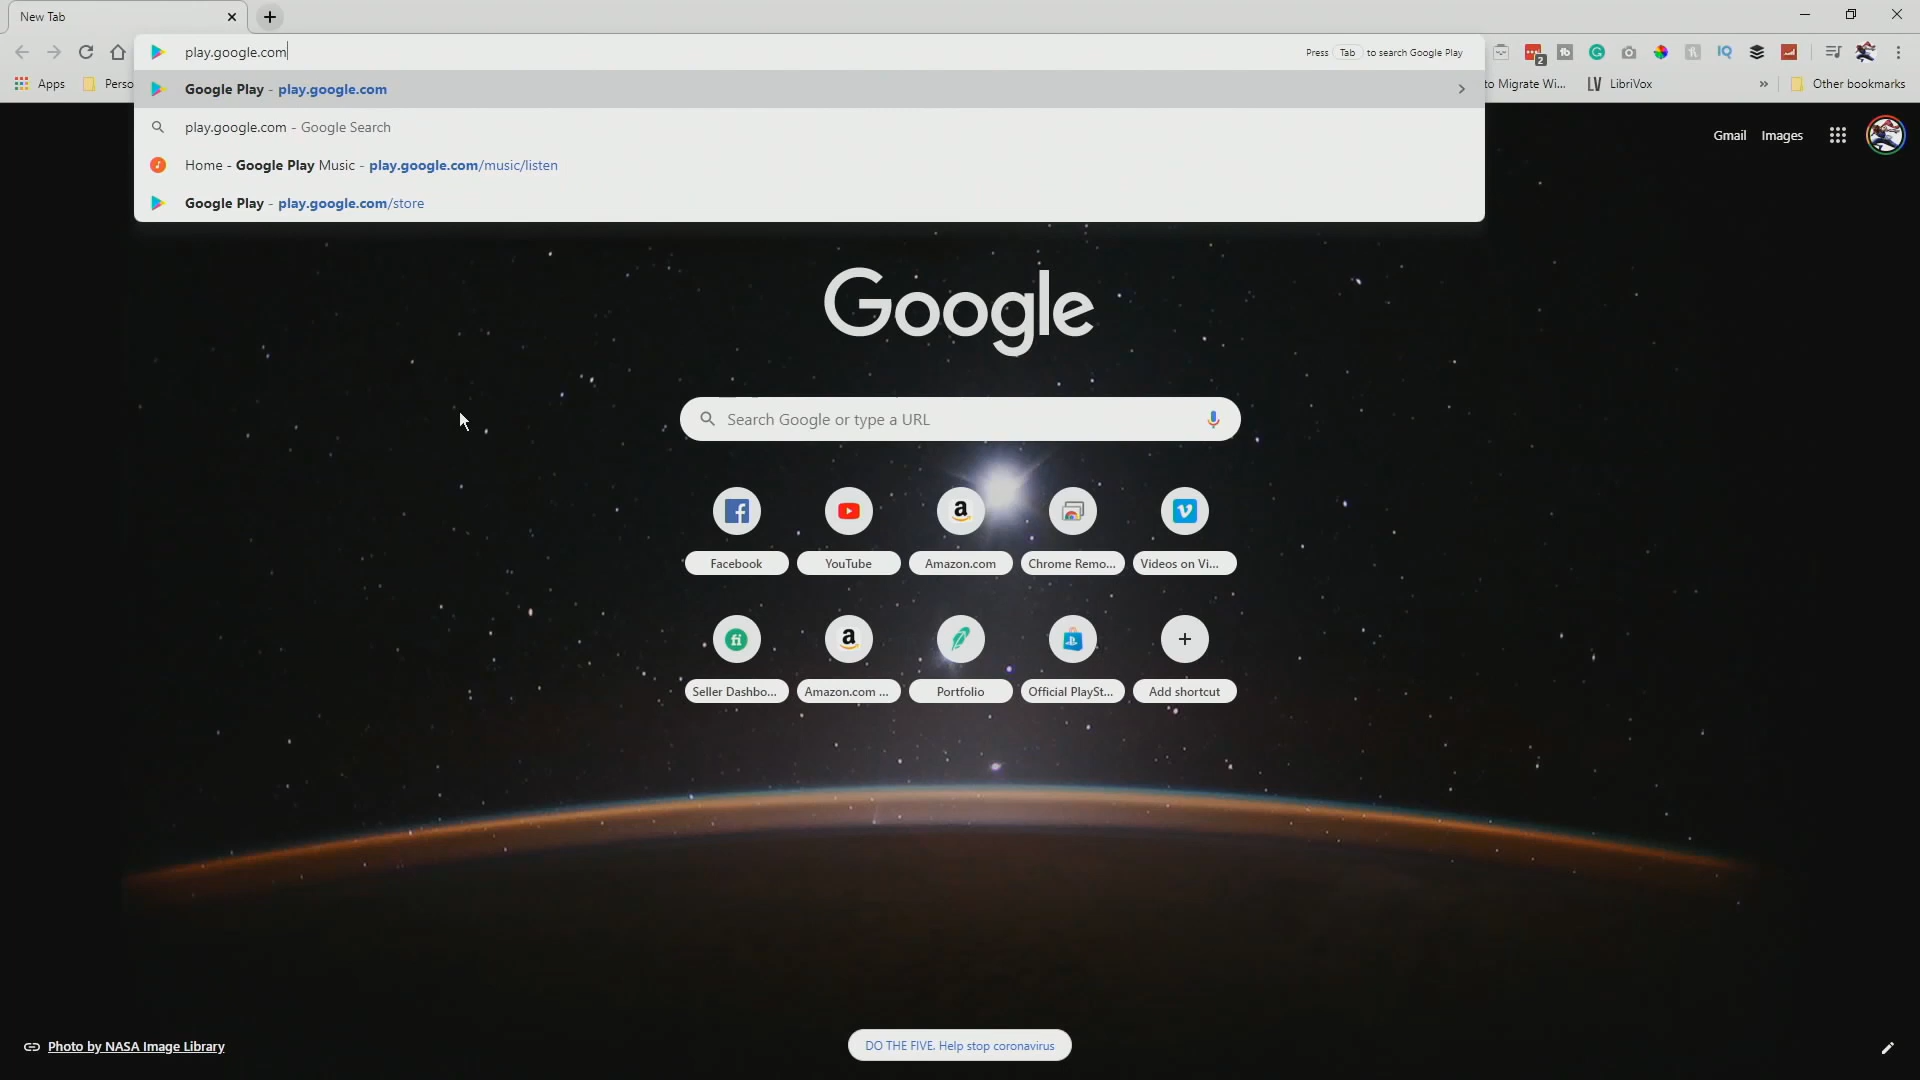 New Tab
play.google.com
Press Tab to search Google Play
Apps
Perso
to Migrate Wi...
LibriVox
Other bookmarks
Google Play - play.google.com
play.google.com - Google Search
Home - Google Play Music - play.google.com/music/listen
Google Play - play.google.com/store
Gmail
Images
Google
Search Google or type a URL
Facebook
YouTube
Amazon.com
Chrome Remo...
Videos on Vi...
Seller Dashbo...
Amazon.com ...
Portfolio
Official PlaySt...
Add shortcut
Photo by NASA Image Library
DO THE FIVE. Help stop coronavirus